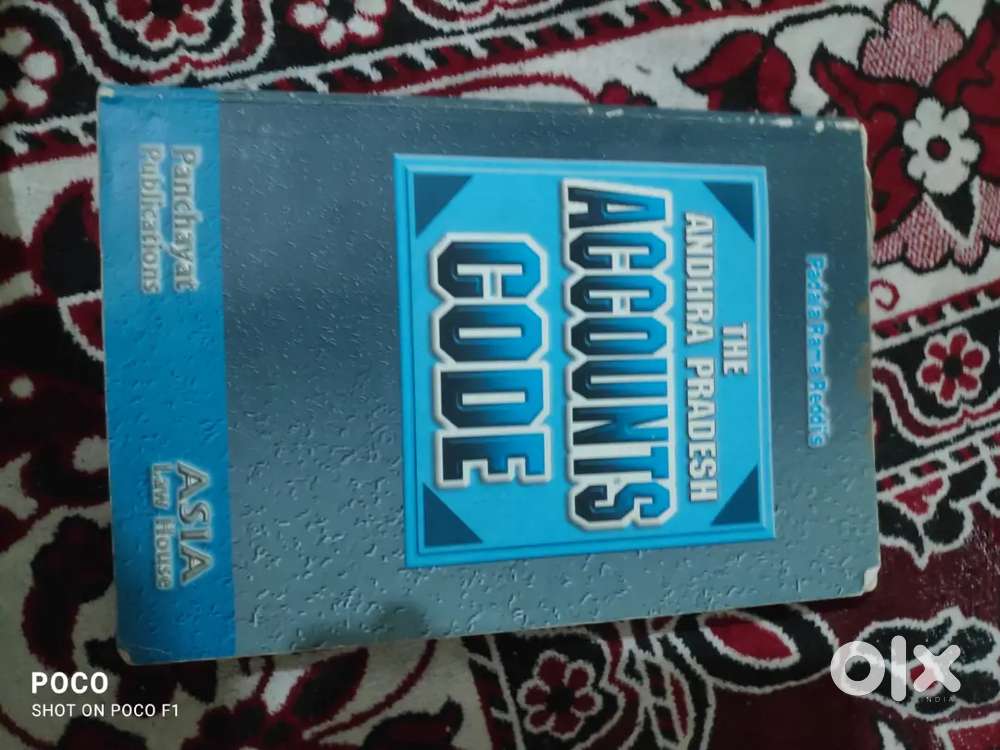 Padala Rama Reddi's
THE
ANDHRA PRADESH
ACCOUNTS
CODE
Panchayat
Publications
ASIA
Law House
POCO
SHOT ON POCO F1
olx
INDIA